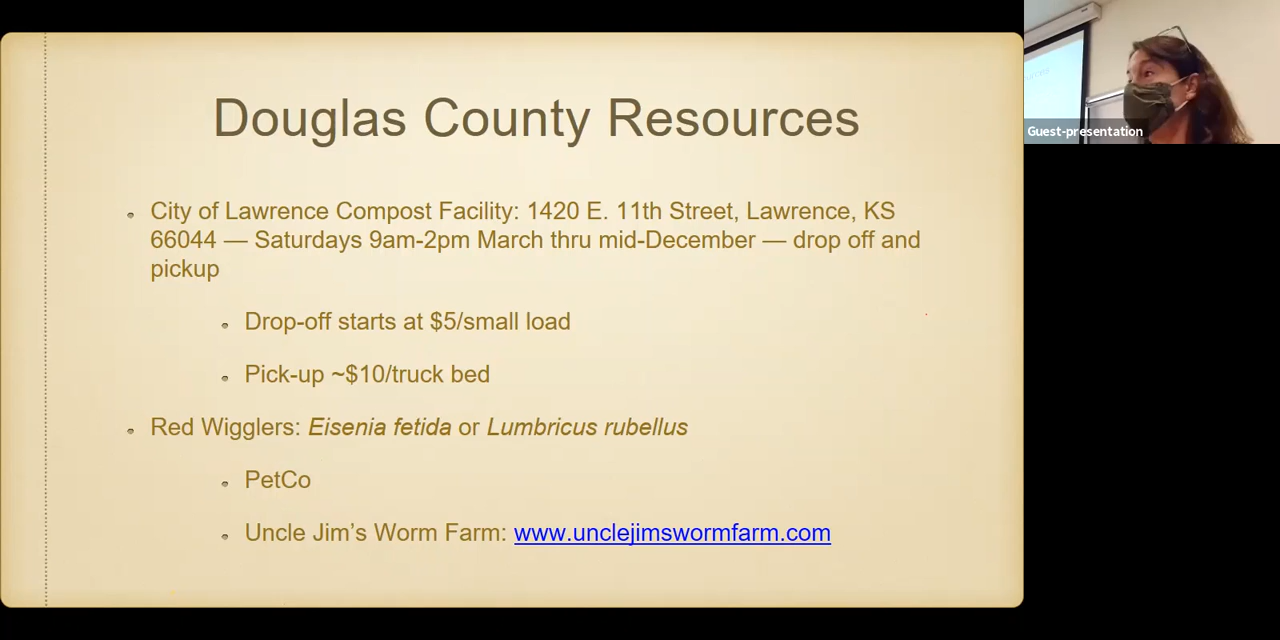 Douglas County Resources
City of Lawrence Compost Facility: 1420 E. 11th Street, Lawrence, KS
66044 — Saturdays 9am-2pm March thru mid-December — drop off and
pickup
Drop-off starts at $5/small load
Pick-up ~$10/truck bed
Red Wigglers: Eisenia fetida or Lumbricus rubellus
PetCo
Uncle Jim’s Worm Farm: www.unclejimswormfarm.com
Guest-presentation